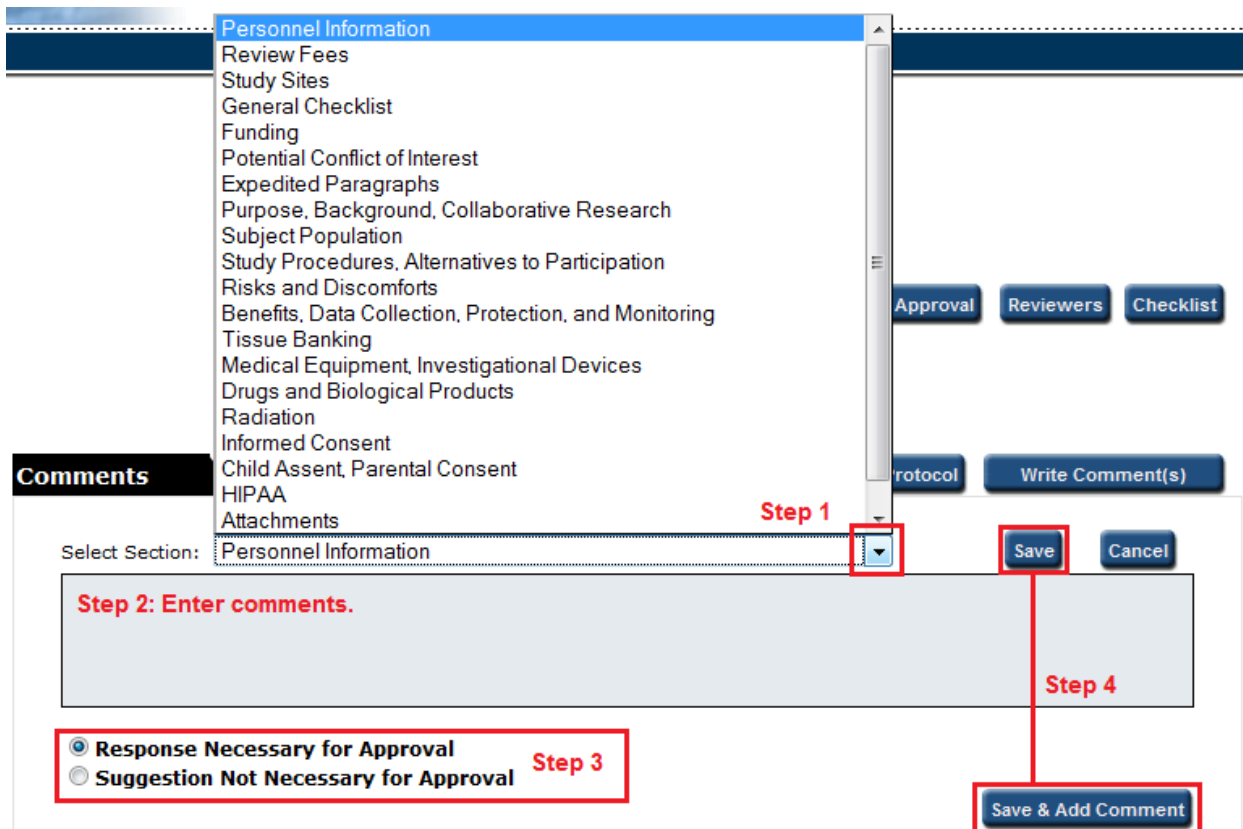 Personnel Information
Review Fees
Study Sites
General Checklist
Funding
Potential Conflict of Interest
Expedited Paragraphs
Purpose, Background, Collaborative Research
Subject Population
Study Procedures, Alternatives to Participation
Risks and Discomforts
Benefits, Data Collection, Protection, and Monitoring
Approval Reviewers Checklist
Tissue Banking
Medical Equipment, Investigational Devices
Drugs and Biological Products
Radiation
Informed Consent
Child Assent, Parental Consent
Comments rotocol Write Comment(s)
HIPAA
Attachments Step 1
Select Section: Personnel Information Save Cancel
Step 2: Enter comments.
Step 4
Response Necessary for Approval
Step 3
Suggestion Not Necessary for Approval
Save & Add Comment